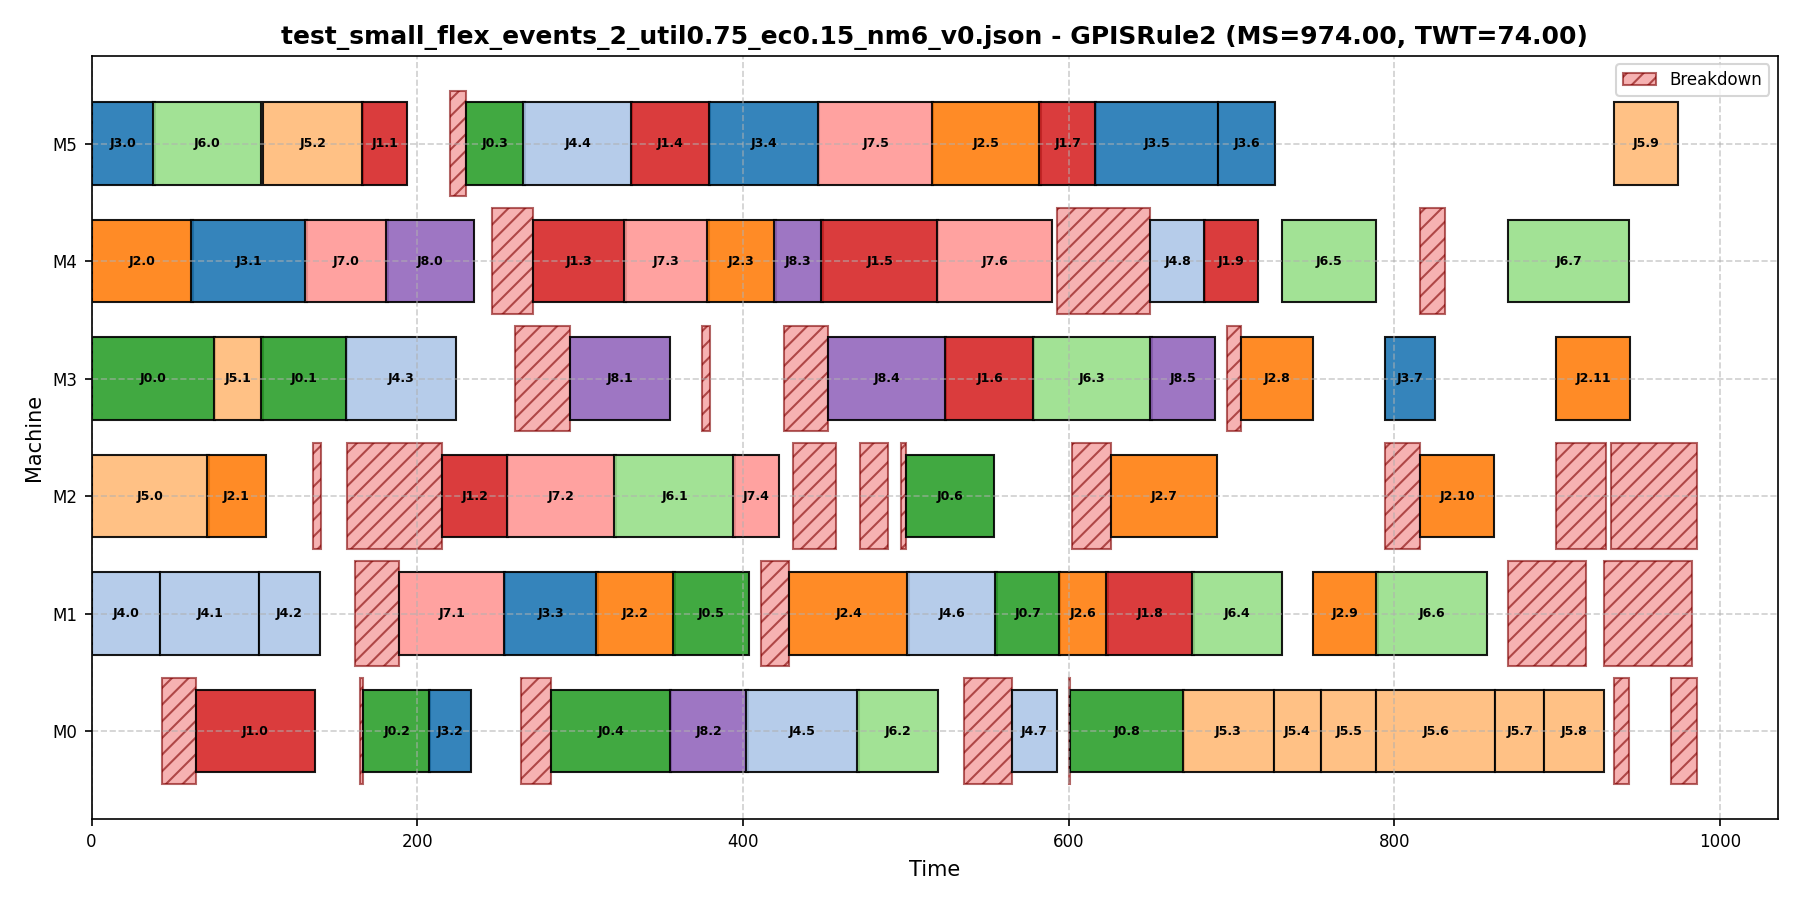 test_small_flex_events_2_util0.75_ec0.15_nm6_v0.json - GPISRule2 (MS=974.00, TWT=74.00)
Breakdown
M5 J3.0 J6.0 J5.2 J1.1 J0.3 J4.4 J1.4 J3.4 J7.5 J2.5 J1.7 J3.5 J3.6 J5.9
M4 J2.0 J3.1 J7.0 J8.0 J1.3 J7.3 J2.3 J8.3 J1.5 J7.6 J4.8 J1.9 J6.5 J6.7
M3 J0.0 J5.1 J0.1 J4.3 J8.1 J8.4 J1.6 J6.3 J8.5 J2.8 J3.7 J2.11
M2 J5.0 J2.1 J1.2 J7.2 J6.1 J7.4 J0.6 J2.7 J2.10
M1 J4.0 J4.1 J4.2 J7.1 J3.3 J2.2 J0.5 J2.4 J4.6 J0.7 J2.6 J1.8 J6.4 J2.9 J6.6
M0 J1.0 J0.2 J3.2 J0.4 J8.2 J4.5 J6.2 J4.7 J0.8 J5.3 J5.4 J5.5 J5.6 J5.7 J5.8
Machine
0 200 400 600 800 1000
Time